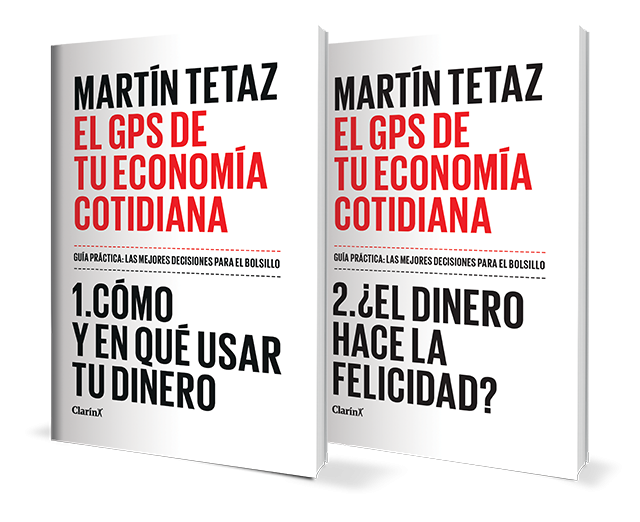 MARTÍN TETAZ
EL GPS DE
TU ECONOMÍA
COTIDIANA
GUÍA PRÁCTICA: LAS MEJORES DECISIONES PARA EL BOLSILLO
1.CÓMO
Y EN QUÉ USAR
TU DINERO
Clarín
MARTÍN TETAZ
EL GPS DE
TU ECONOMÍA
COTIDIANA
GUÍA PRÁCTICA: LAS MEJORES DECISIONES PARA EL BOLSILLO
2.¿EL DINERO
HACE LA
FELICIDAD?
Clarín